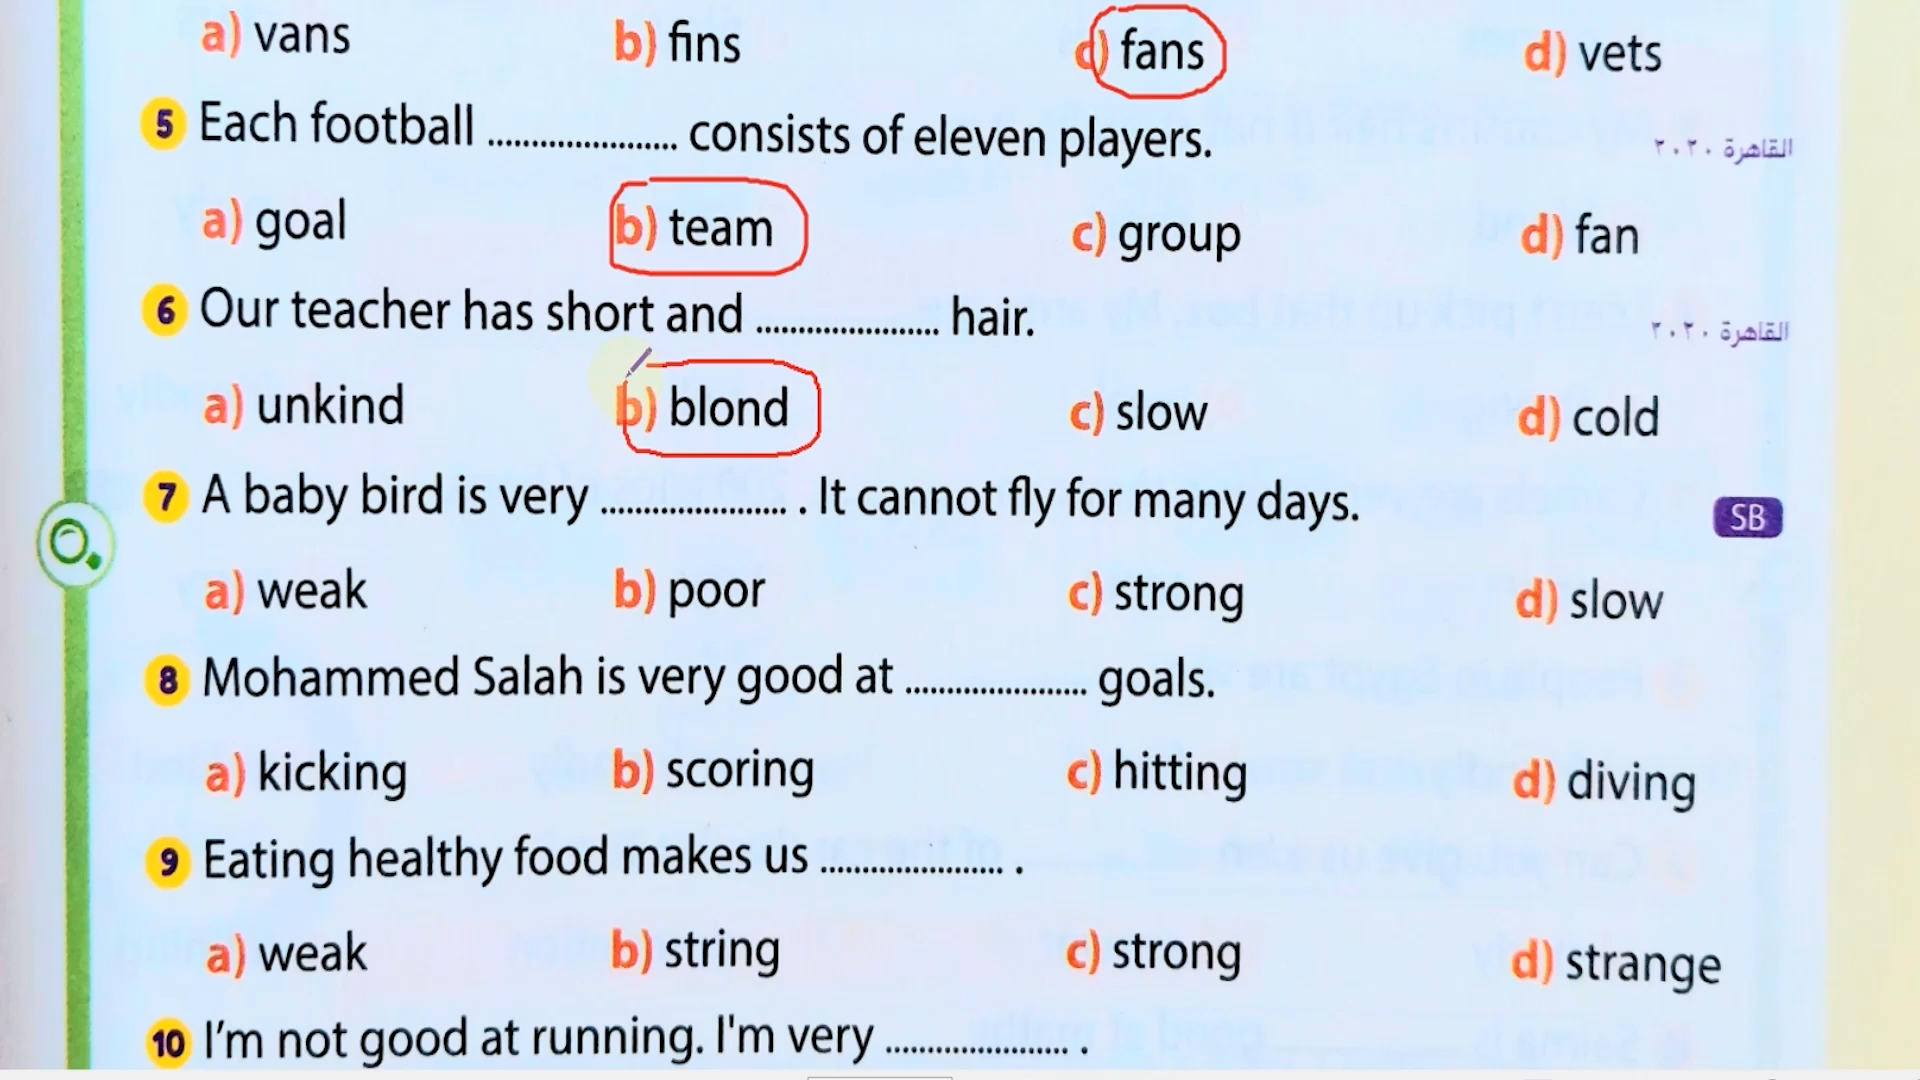 a) vans b) fins c) fans d) vets
5 Each football ...................... consists of eleven players. القاهرة ٢٠٢٠
a) goal b) team c) group d) fan
6 Our teacher has short and ...................... hair. القاهرة ٢٠٢٠
a) unkind b) blond c) slow d) cold
7 A baby bird is very ...................... . It cannot fly for many days. SB
a) weak b) poor c) strong d) slow
8 Mohammed Salah is very good at ...................... goals.
a) kicking b) scoring c) hitting d) diving
9 Eating healthy food makes us ...................... .
a) weak b) string c) strong d) strange
10 I'm not good at running. I'm very ...................... .